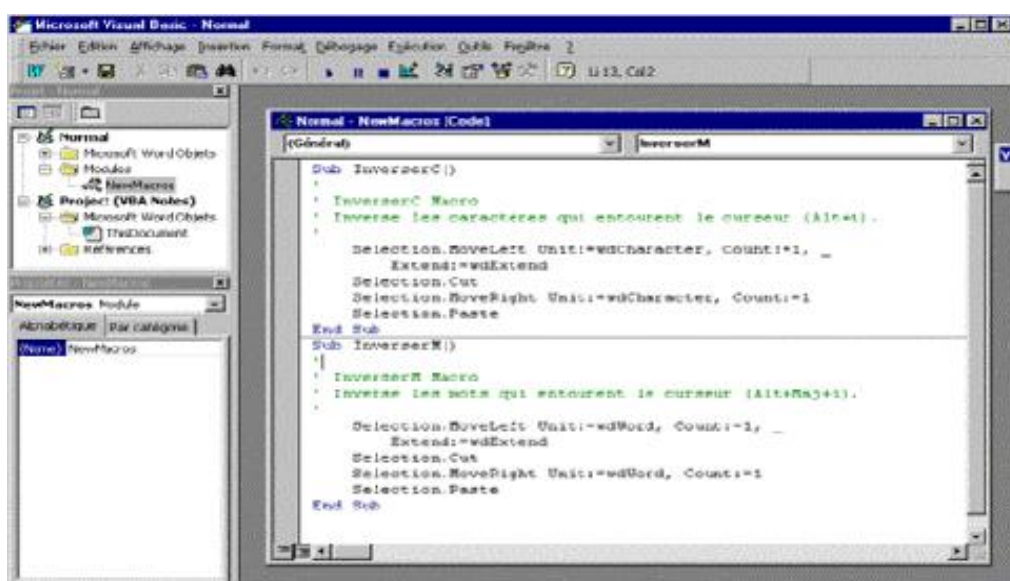 Microsoft Visual Basic - Normal
Fichier Edition Affichage Insertion Format Débogage Exécution Outils Fenêtre ?
Li 13, Col 2
Projet - Normal
Normal
Microsoft Word Objets
Modules
NewMacros
Project (VBA Notes)
Microsoft Word Objets
ThisDocument
Références
NewMacros Module
Alphabétique Par catégorie
(Name) NewMacros
Normal - NewMacros (Code)
(Général) InverserM
Sub InverserC()
'
' InverserC Macro
' Inverse les caractères qui entourent le curseur (Alt+i).
'
Selection.MoveLeft Unit:=wdCharacter, Count:=1, _
Extend:=wdExtend
Selection.Cut
Selection.MoveRight Unit:=wdCharacter, Count:=1
Selection.Paste
End Sub
Sub InverserM()
'
' InverserM Macro
' Inverse les mots qui entourent le curseur (Alt+Maj+i).
'
Selection.MoveLeft Unit:=wdWord, Count:=1, _
Extend:=wdExtend
Selection.Cut
Selection.MoveRight Unit:=wdWord, Count:=1
Selection.Paste
End Sub